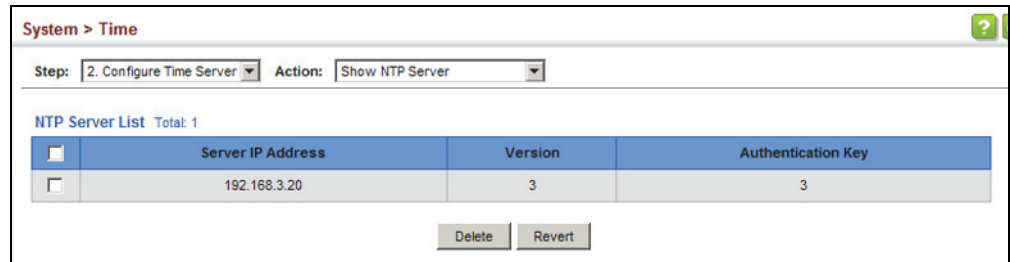 System > Time
?
Step: 2. Configure Time Server Action: Show NTP Server
NTP Server List Total: 1
Server IP Address Version Authentication Key
192.168.3.20 3 3
Delete Revert